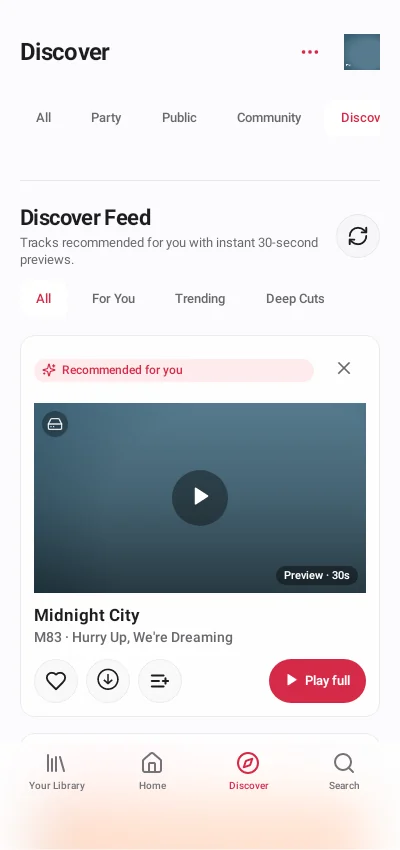 Discover
All Party Public Community Discov
Discover Feed
Tracks recommended for you with instant 30-second
previews.
All For You Trending Deep Cuts
Recommended for you
Preview · 30s
Midnight City
M83 · Hurry Up, We're Dreaming
Play full
Your Library Home Discover Search